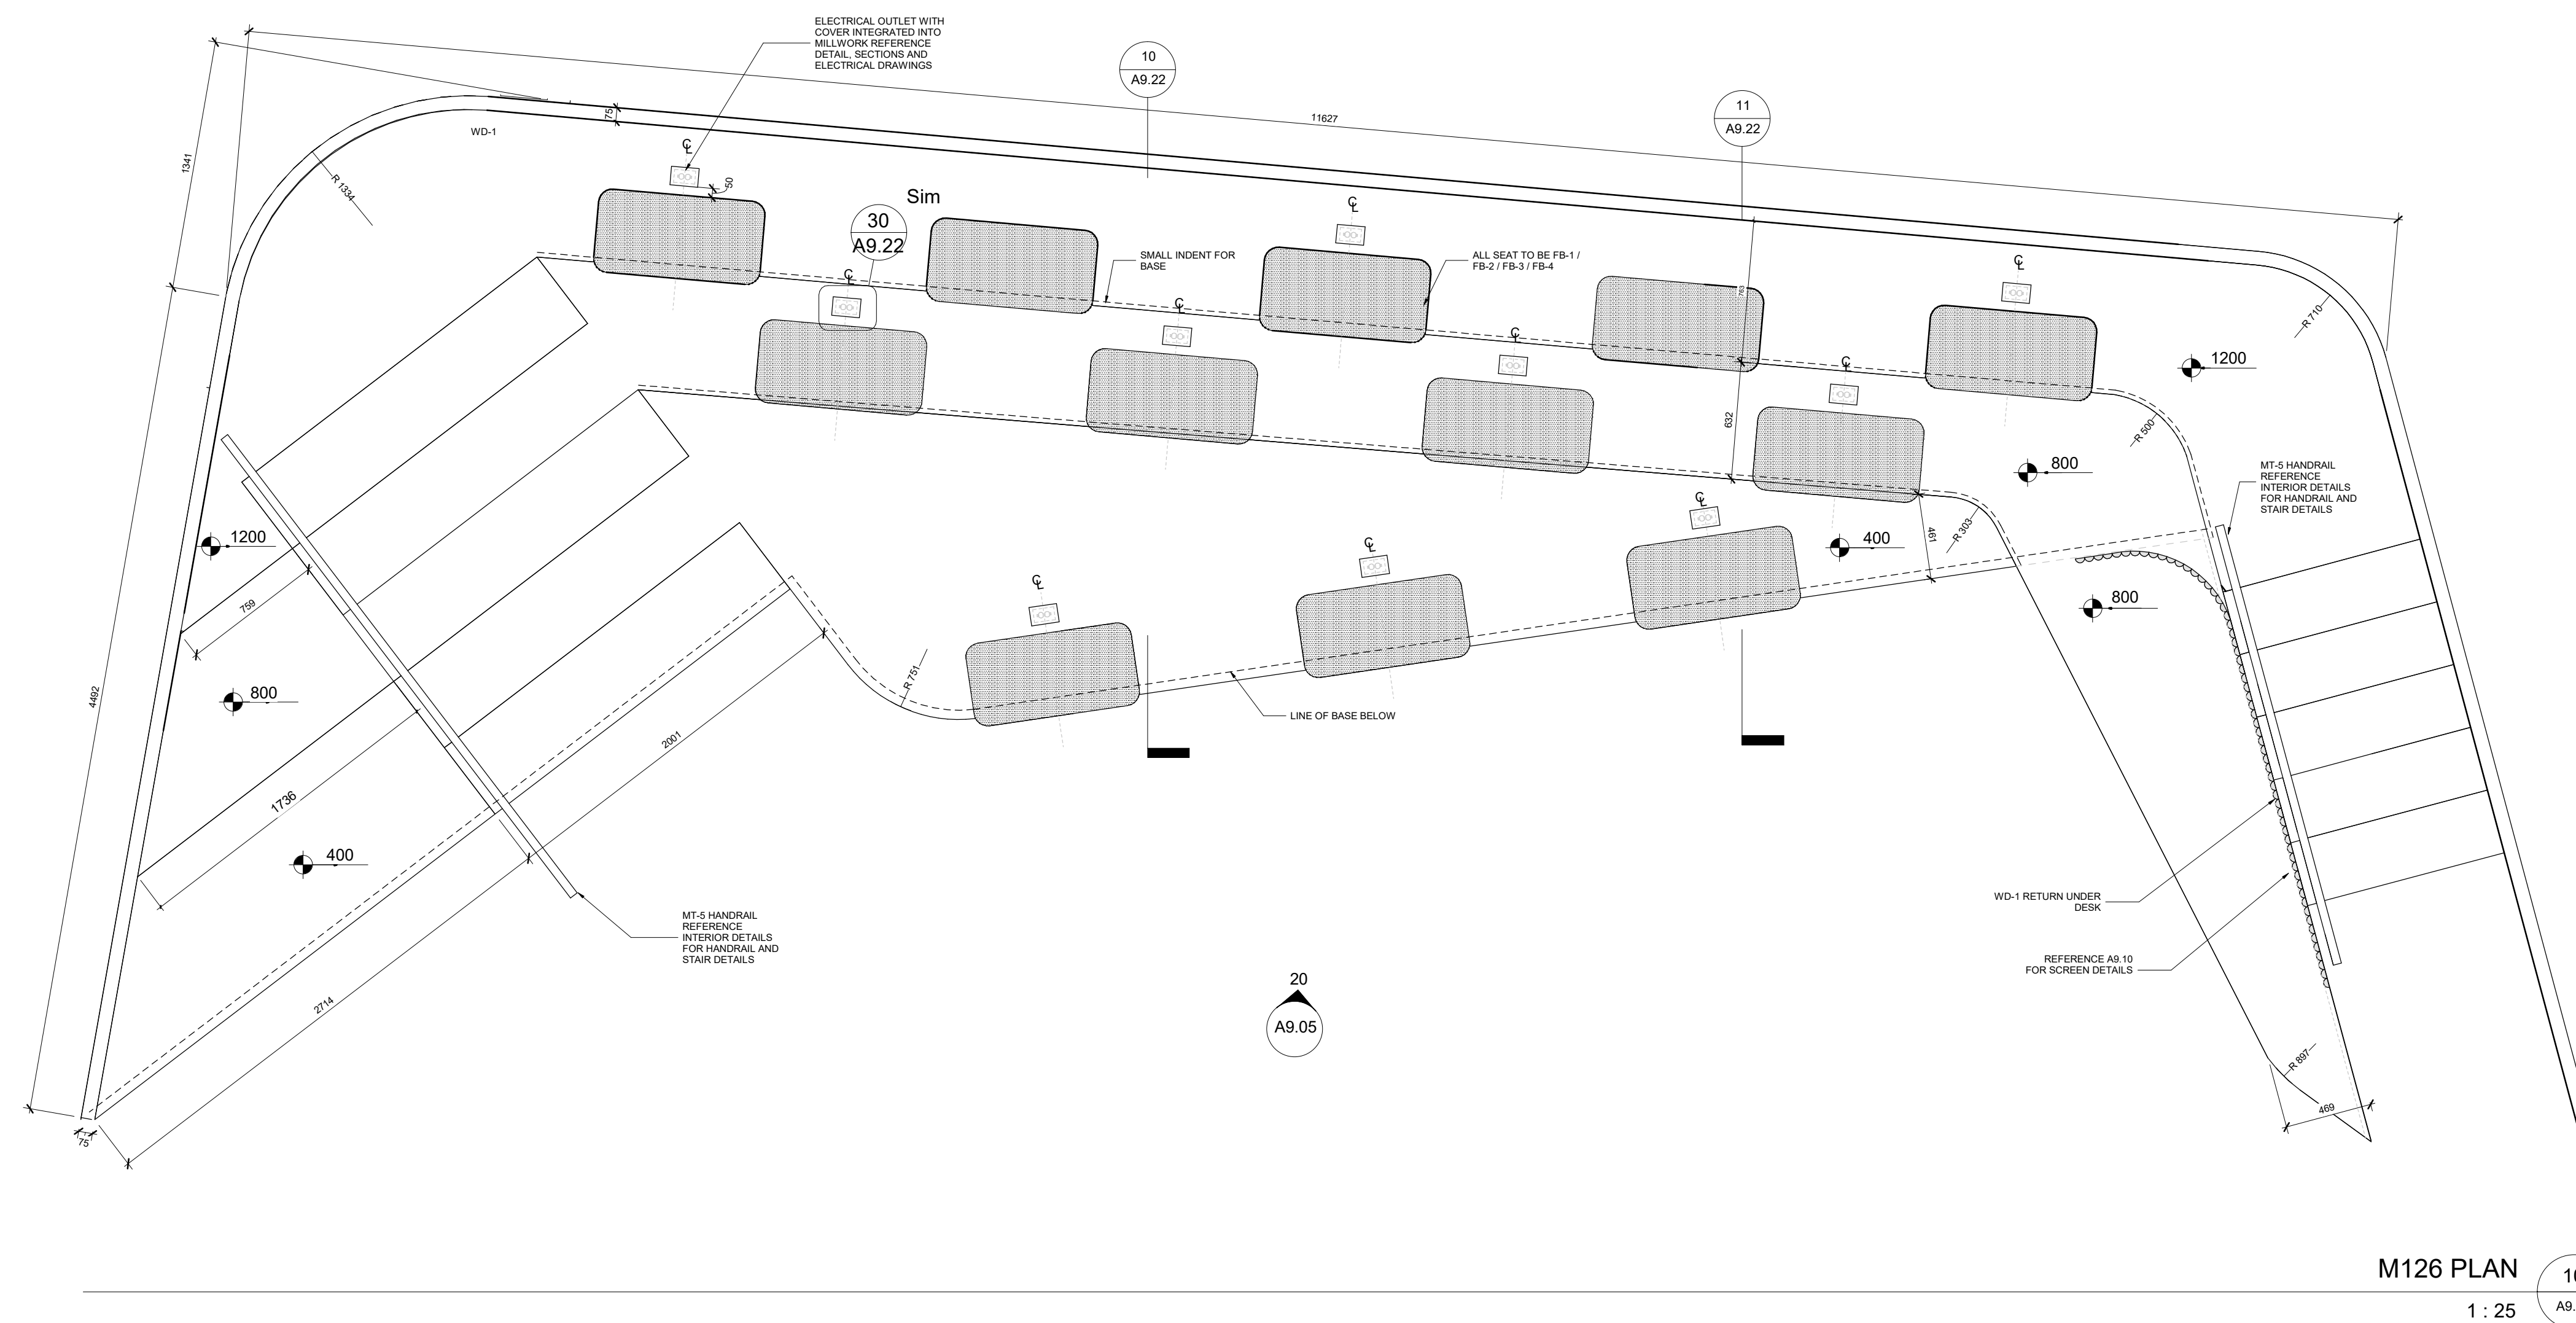 ELECTRICAL OUTLET WITH
COVER INTEGRATED INTO
MILLWORK REFERENCE
DETAIL, SECTIONS AND
ELECTRICAL DRAWINGS
10
A9.22
11
A9.22
11627
75
WD-1
1341
R 1334
50
Sim
30
A9.22
SMALL INDENT FOR
BASE
ALL SEAT TO BE FB-1 /
FB-2 / FB-3 / FB-4
763
632
R 710
1200
R 500
800
MT-5 HANDRAIL
REFERENCE
INTERIOR DETAILS
FOR HANDRAIL AND
STAIR DETAILS
461
R 303
400
800
1200
759
800
4492
R 751
LINE OF BASE BELOW
2001
1736
400
MT-5 HANDRAIL
REFERENCE
INTERIOR DETAILS
FOR HANDRAIL AND
STAIR DETAILS
WD-1 RETURN UNDER
DESK
REFERENCE A9.10
FOR SCREEN DETAILS
2714
20
A9.05
R 897
469
75
M126 PLAN
1 : 25
A9.